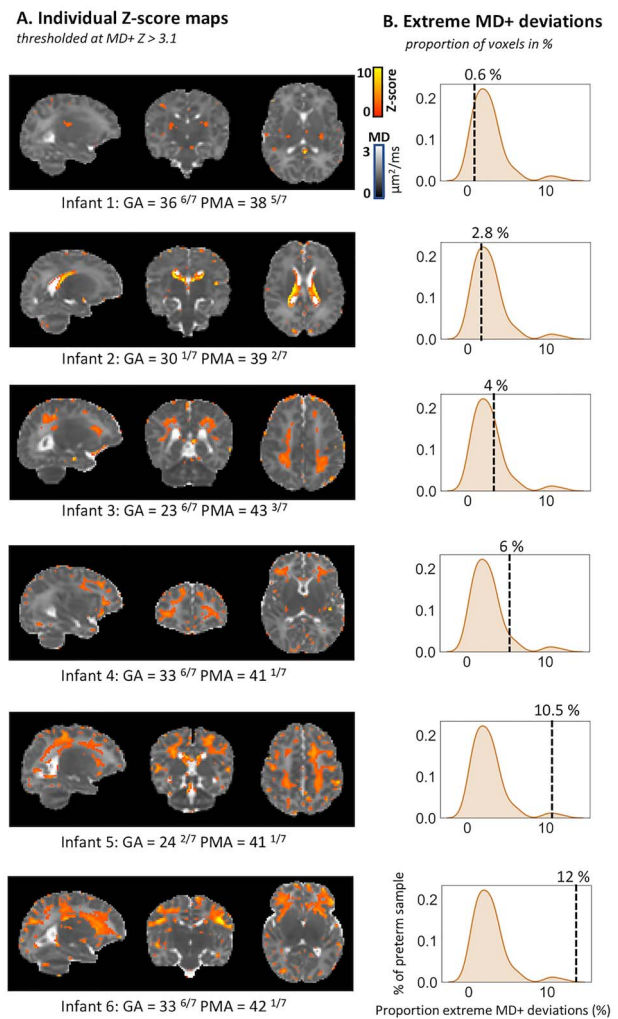 A. Individual Z-score maps
thresholded at MD+ Z > 3.1
B. Extreme MD+ deviations
proportion of voxels in %
10
0
Z-score
MD
3
0
µm²/ms
0.6 %
0.2
0.1
0.0
0
10
Infant 1: GA = 36 6/7 PMA = 38 5/7
2.8 %
0.2
0.1
0.0
0
10
Infant 2: GA = 30 1/7 PMA = 39 2/7
4 %
0.2
0.1
0.0
0
10
Infant 3: GA = 23 6/7 PMA = 43 3/7
6 %
0.2
0.1
0.0
0
10
Infant 4: GA = 33 6/7 PMA = 41 1/7
10.5 %
0.2
0.1
0.0
0
10
Infant 5: GA = 24 2/7 PMA = 41 1/7
12 %
% of preterm sample
0.2
0.1
0.0
0
10
Infant 6: GA = 33 6/7 PMA = 42 1/7
Proportion extreme MD+ deviations (%)